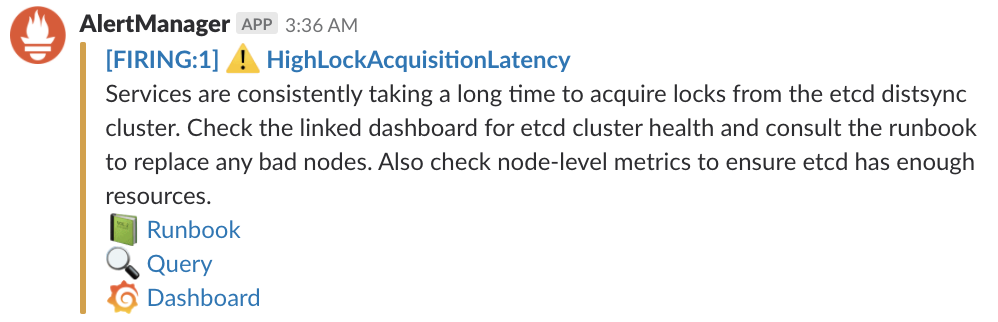 AlertManager APP 3:36 AM
[FIRING:1] ⚠️ HighLockAcquisitionLatency
Services are consistently taking a long time to acquire locks from the etcd distsync
cluster. Check the linked dashboard for etcd cluster health and consult the runbook
to replace any bad nodes. Also check node-level metrics to ensure etcd has enough
resources.
Runbook
Query
Dashboard